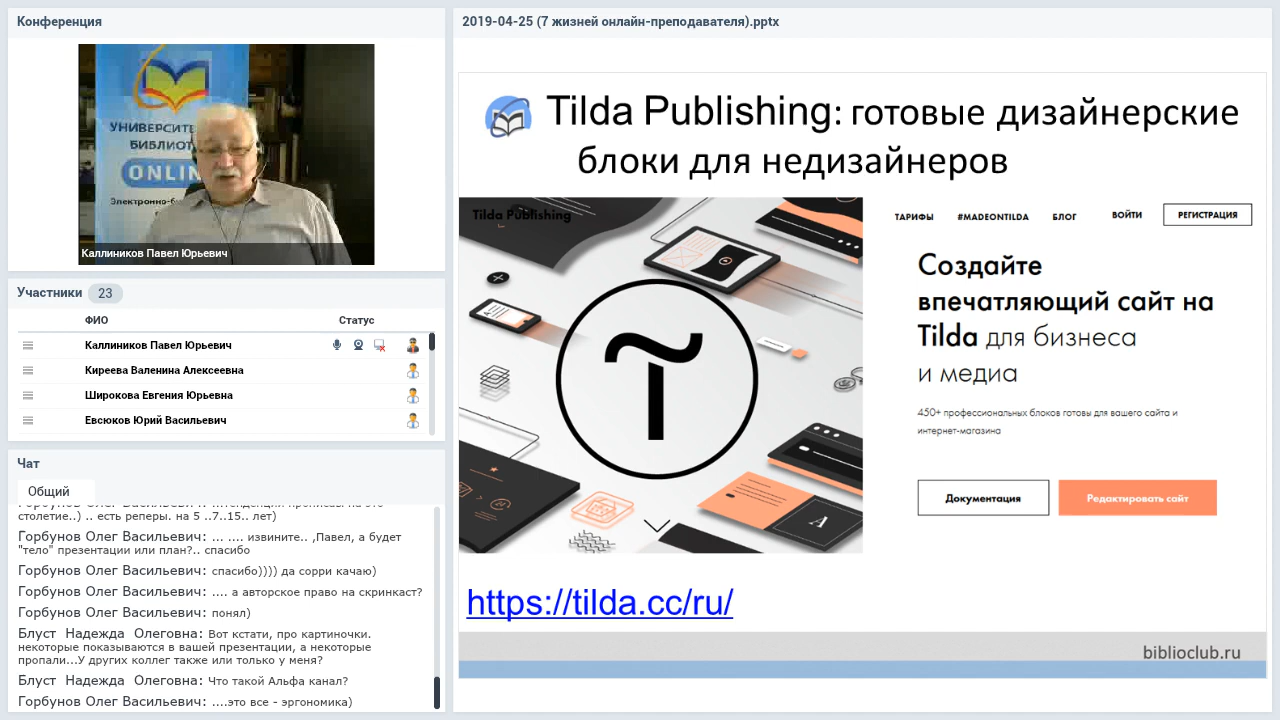 Конференция
УНИВЕРСИТЕ
БИБЛИОТ
ONLIN
Каллиников Павел Юрьевич
Участники 23
ФИО Статус
Каллиников Павел Юрьевич
Киреева Валенина Алексеевна
Широкова Евгения Юрьевна
Евсюков Юрий Васильевич
Чат
Общий
столетие..) .. есть реперы. на 5 ..7..15.. лет)
Горбунов Олег Васильевич: ... .... извините.. ,Павел, а будет
"тело" презентации или план?.. спасибо
Горбунов Олег Васильевич: спасибо)))) да сорри качаю)
Горбунов Олег Васильевич: .... а авторское право на скринкаст?
Горбунов Олег Васильевич: понял)
Блуст Надежда Олеговна: Вот кстати, про картиночки.
некоторые показываются в вашей презентации, а некоторые
пропали...У других коллег также или только у меня?
Блуст Надежда Олеговна: Что такой Альфа канал?
Горбунов Олег Васильевич: ....это все - эргономика)
2019-04-25 (7 жизней онлайн-преподавателя).pptx
Tilda Publishing: готовые дизайнерские
блоки для недизайнеров
Tilda Publishing
ТАРИФЫ #MADEONTILDA БЛОГ ВОЙТИ РЕГИСТРАЦИЯ
Создайте
впечатляющий сайт на
Tilda для бизнеса
и медиа
450+ профессиональных блоков готовы для вашего сайта и
интернет-магазина
Документация Редактировать сайт
A
https://tilda.cc/ru/
biblioclub.ru